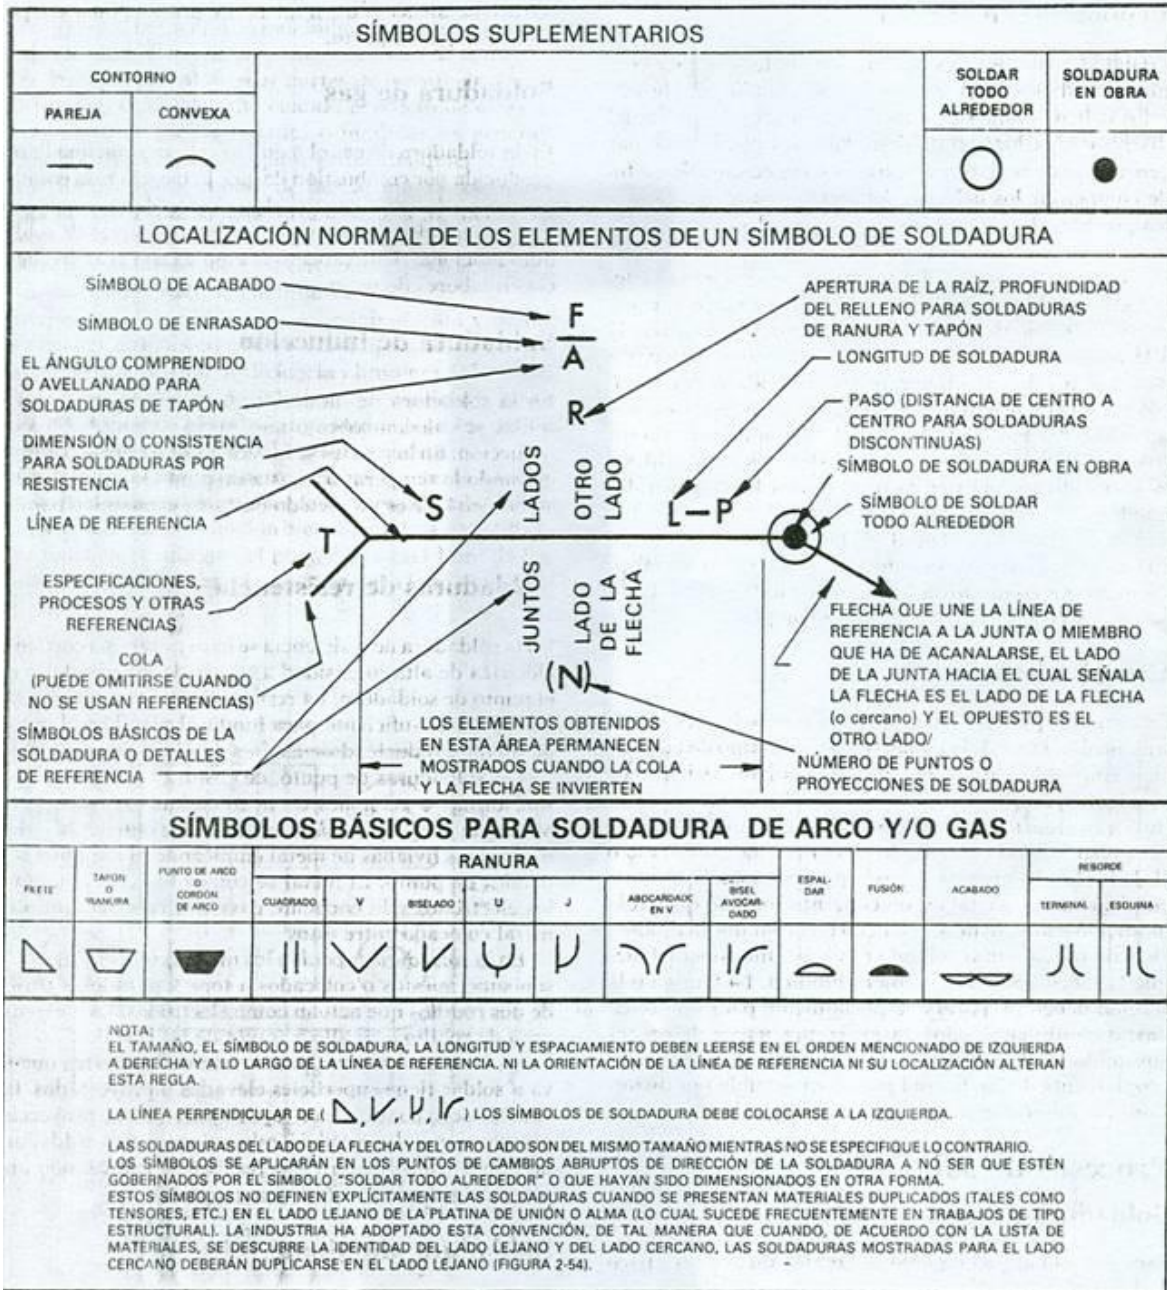 SÍMBOLOS SUPLEMENTARIOS
CONTORNO
PAREJA
CONVEXA
SOLDAR
TODO
ALREDEDOR
SOLDADURA
EN OBRA
LOCALIZACIÓN NORMAL DE LOS ELEMENTOS DE UN SÍMBOLO DE SOLDADURA
SÍMBOLO DE ACABADO
SÍMBOLO DE ENRASADO
EL ÁNGULO COMPRENDIDO
O AVELLANADO PARA
SOLDADURAS DE TAPÓN
DIMENSIÓN O CONSISTENCIA
PARA SOLDADURAS POR
RESISTENCIA
LÍNEA DE REFERENCIA
ESPECIFICACIONES,
PROCESOS Y OTRAS
REFERENCIAS
COLA
(PUEDE OMITIRSE CUANDO
NO SE USAN REFERENCIAS)
SÍMBOLOS BÁSICOS DE LA
SOLDADURA O DETALLES
DE REFERENCIA
F
A
R
S
T
L–P
(N)
JUNTOS LADOS
OTRO
LADO
LADO
DE LA
FLECHA
LOS ELEMENTOS OBTENIDOS
EN ESTA ÁREA PERMANECEN
MOSTRADOS CUANDO LA COLA
Y LA FLECHA SE INVIERTEN
APERTURA DE LA RAÍZ, PROFUNDIDAD
DEL RELLENO PARA SOLDADURAS
DE RANURA Y TAPÓN
LONGITUD DE SOLDADURA
PASO (DISTANCIA DE CENTRO A
CENTRO PARA SOLDADURAS
DISCONTINUAS)
SÍMBOLO DE SOLDADURA EN OBRA
SÍMBOLO DE SOLDAR
TODO ALREDEDOR
FLECHA QUE UNE LA LÍNEA DE
REFERENCIA A LA JUNTA O MIEMBRO
QUE HA DE ACANALARSE, EL LADO
DE LA JUNTA HACIA EL CUAL SEÑALA
LA FLECHA ES EL LADO DE LA FLECHA
(o cercano) Y EL OPUESTO ES EL
OTRO LADO/
NÚMERO DE PUNTOS O
PROYECCIONES DE SOLDADURA
SÍMBOLOS BÁSICOS PARA SOLDADURA DE ARCO Y/O GAS
FILETE
TAPON
O
RANURA
PUNTO DE ARCO
O
CORDÓN
DE ARCO
RANURA
CUADRADO
V
BISELADO
U
J
ABOCARDADE
EN V
BISEL
AVOCAR-
DADO
ESPAL-
DAR
FUSIÓN
ACABADO
REBORDE
TERMINAL
ESQUINA
NOTA:
EL TAMAÑO, EL SÍMBOLO DE SOLDADURA, LA LONGITUD Y ESPACIAMIENTO DEBEN LEERSE EN EL ORDEN MENCIONADO DE IZQUIERDA
A DERECHA Y A LO LARGO DE LA LÍNEA DE REFERENCIA. NI LA ORIENTACIÓN DE LA LÍNEA DE REFERENCIA NI SU LOCALIZACIÓN ALTERAN
ESTA REGLA.
LA LÍNEA PERPENDICULAR DE ( , , , ) LOS SÍMBOLOS DE SOLDADURA DEBE COLOCARSE A LA IZQUIERDA.
LAS SOLDADURAS DEL LADO DE LA FLECHA Y DEL OTRO LADO SON DEL MISMO TAMAÑO MIENTRAS NO SE ESPECIFIQUE LO CONTRARIO.
LOS SÍMBOLOS SE APLICARÁN EN LOS PUNTOS DE CAMBIOS ABRUPTOS DE DIRECCIÓN DE LA SOLDADURA A NO SER QUE ESTÉN
GOBERNADOS POR EL SÍMBOLO "SOLDAR TODO ALREDEDOR" O QUE HAYAN SIDO DIMENSIONADOS EN OTRA FORMA.
ESTOS SÍMBOLOS NO DEFINEN EXPLÍCITAMENTE LAS SOLDADURAS CUANDO SE PRESENTAN MATERIALES DUPLICADOS (TALES COMO
TENSORES, ETC.) EN EL LADO LEJANO DE LA PLATINA DE UNIÓN O ALMA (LO CUAL SUCEDE FRECUENTEMENTE EN TRABAJOS DE TIPO
ESTRUCTURAL). LA INDUSTRIA HA ADOPTADO ESTA CONVENCIÓN, DE TAL MANERA QUE CUANDO, DE ACUERDO CON LA LISTA DE
MATERIALES, SE DESCUBRE LA IDENTIDAD DEL LADO LEJANO Y DEL LADO CERCANO, LAS SOLDADURAS MOSTRADAS PARA EL LADO
CERCANO DEBERÁN DUPLICARSE EN EL LADO LEJANO (FIGURA 2-54).